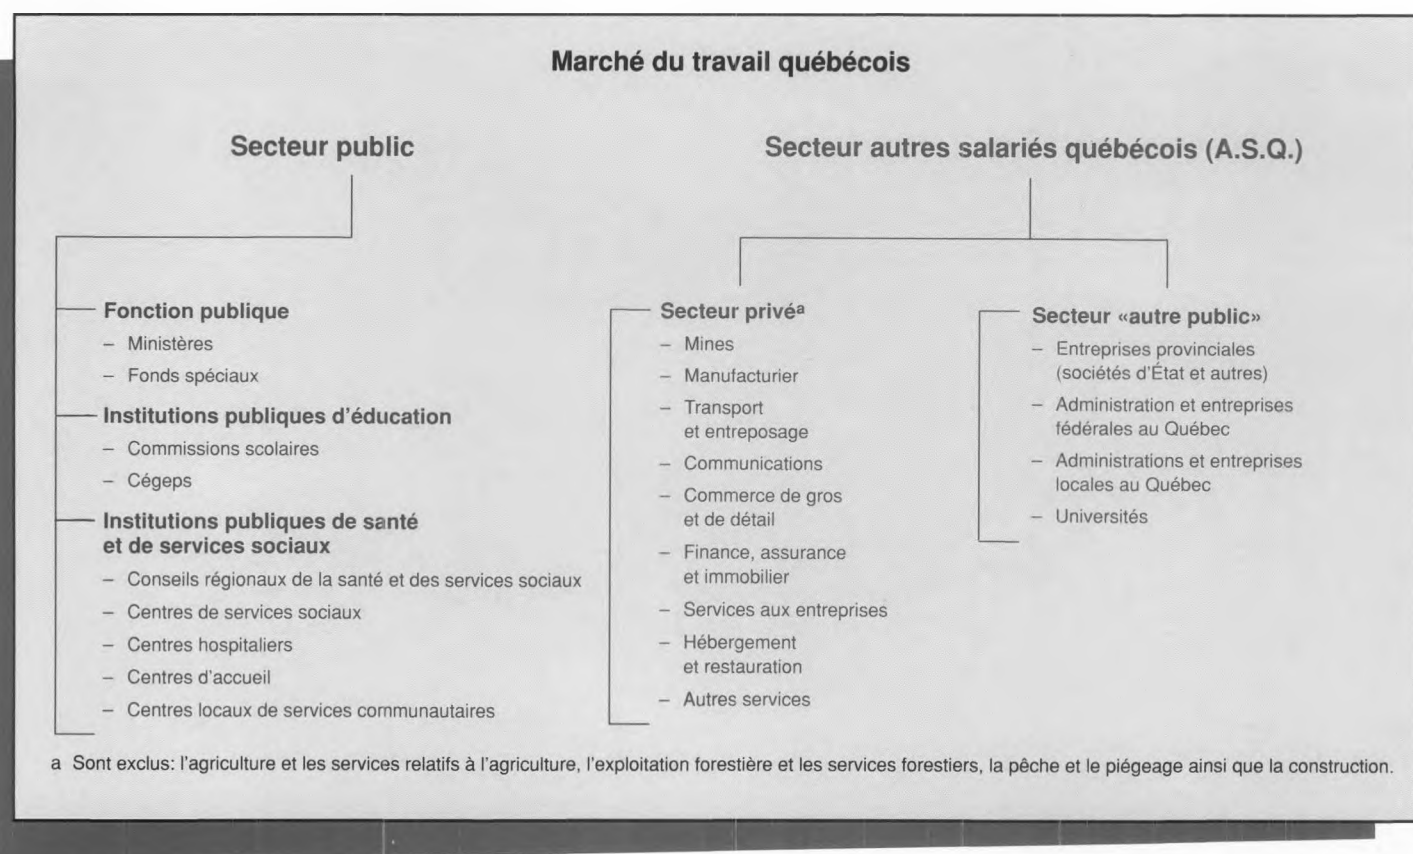 Marché du travail québécois
Secteur public
Fonction publique
– Ministères
– Fonds spéciaux
Institutions publiques d'éducation
– Commissions scolaires
– Cégeps
Institutions publiques de santé
et de services sociaux
– Conseils régionaux de la santé et des services sociaux
– Centres de services sociaux
– Centres hospitaliers
– Centres d'accueil
– Centres locaux de services communautaires
Secteur autres salariés québécois (A.S.Q.)
Secteur privéa
– Mines
– Manufacturier
– Transport
et entreposage
– Communications
– Commerce de gros
et de détail
– Finance, assurance
et immobilier
– Services aux entreprises
– Hébergement
et restauration
– Autres services
Secteur «autre public»
– Entreprises provinciales
(sociétés d'État et autres)
– Administration et entreprises
fédérales au Québec
– Administrations et entreprises
locales au Québec
– Universités
a Sont exclus: l'agriculture et les services relatifs à l'agriculture, l'exploitation forestière et les services forestiers, la pêche et le piégeage ainsi que la construction.